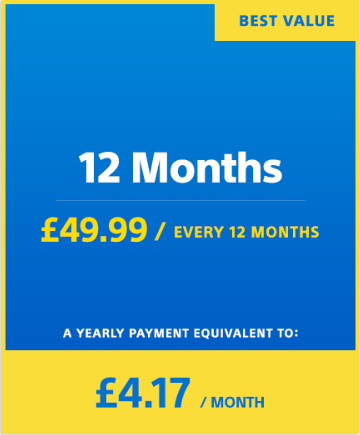 BEST VALUE
12 Months
£49.99 / EVERY 12 MONTHS
A YEARLY PAYMENT EQUIVALENT TO:
£4.17 / MONTH